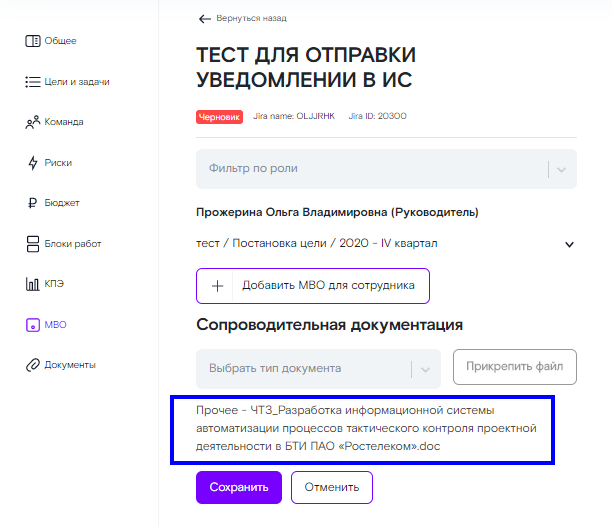 Вернуться назад
Общее
Цели и задачи
Команда
Риски
₽ Бюджет
Блоки работ
КПЭ
МВО
Документы
ТЕСТ ДЛЯ ОТПРАВКИ
УВЕДОМЛЕНИИ В ИС
Черновик Jira name: OLJJRHK Jira ID: 20300
Фильтр по роли
Прожерина Ольга Владимировна (Руководитель)
тест / Постановка цели / 2020 - IV квартал
Добавить МВО для сотрудника
Сопроводительная документация
Выбрать тип документа
Прикрепить файл
Прочее - ЧТЗ_Разработка информационной системы
автоматизации процессов тактического контроля проектной
деятельности в БТИ ПАО «Ростелеком».doc
Сохранить
Отменить